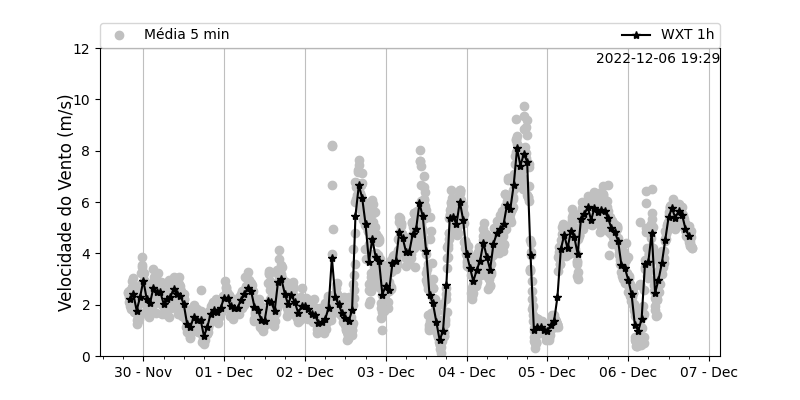 Média 5 min
WXT 1h
2022-12-06 19:29
Velocidade do Vento (m/s)
12
10
8
6
4
2
0
30 - Nov
01 - Dec
02 - Dec
03 - Dec
04 - Dec
05 - Dec
06 - Dec
07 - Dec